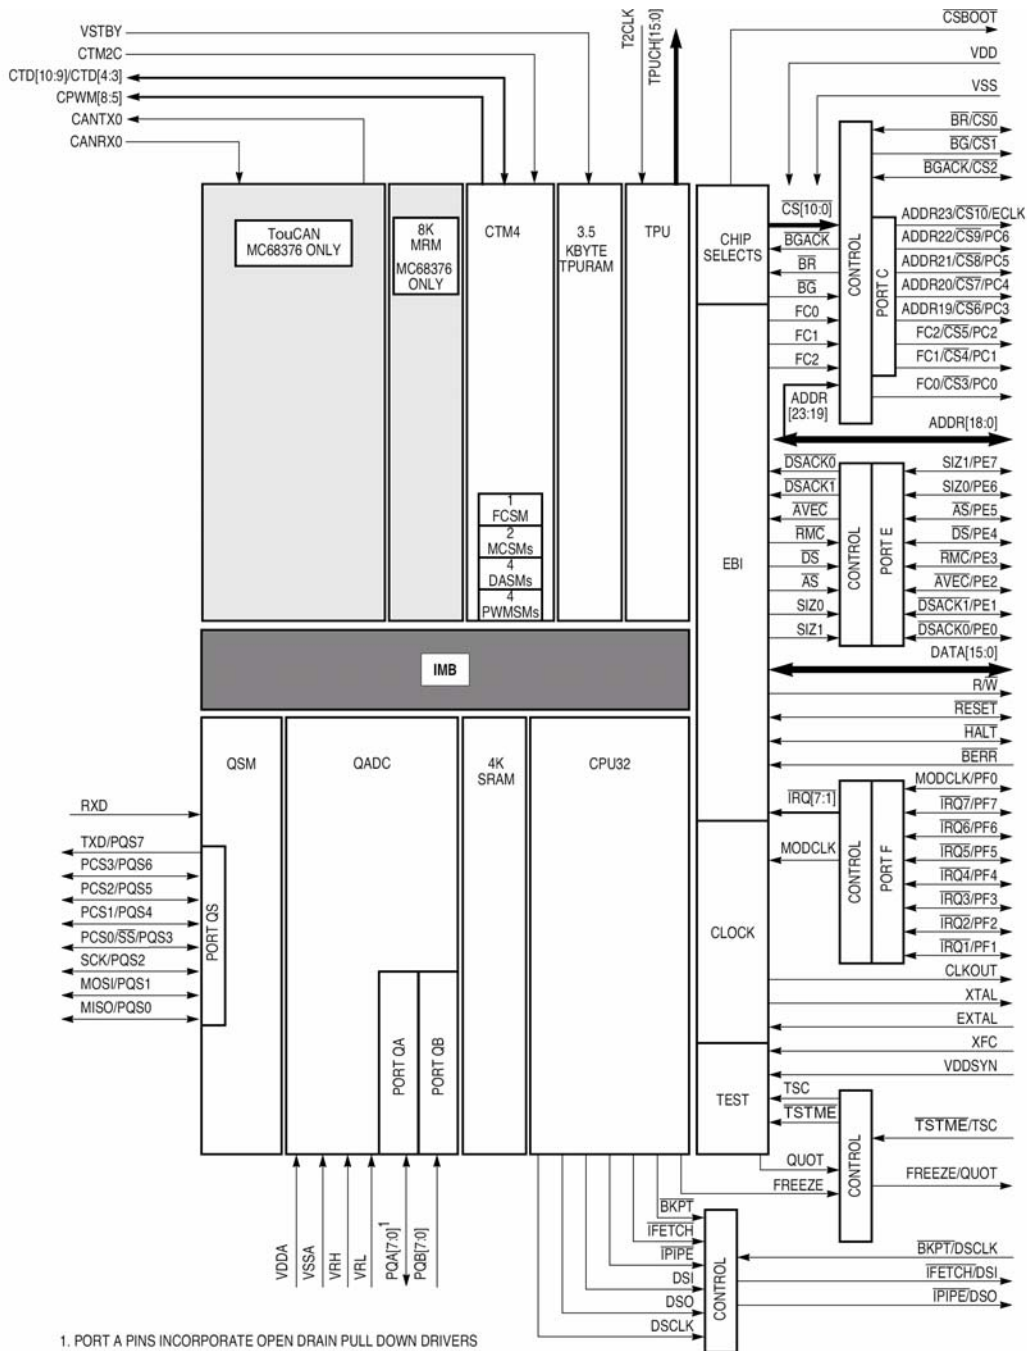 VSTBY
CTM2C
CTD[10:9]/CTD[4:3]
CPWM[8:5]
CANTX0
CANRX0
T2CLK
TPUCH[15:0]
CSBOOT
VDD
VSS
BR/CS0
BG/CS1
BGACK/CS2
ADDR23/CS10/ECLK
ADDR22/CS9/PC6
ADDR21/CS8/PC5
ADDR20/CS7/PC4
ADDR19/CS6/PC3
FC2/CS5/PC2
FC1/CS4/PC1
FC0/CS3/PC0
ADDR[18:0]
CONTROL
PORT C
CS[10:0]
BGACK
BR
BG
FC0
FC1
FC2
ADDR
[23:19]
TouCAN
MC68376 ONLY
8K
MRM
MC68376
ONLY
CTM4
3.5
KBYTE
TPURAM
TPU
CHIP
SELECTS
1
FCSM
2
MCSMs
4
DASMs
4
PWMSMs
EBI
DSACK0
DSACK1
AVEC
RMC
DS
AS
SIZ0
SIZ1
CONTROL
PORT E
SIZ1/PE7
SIZ0/PE6
AS/PE5
DS/PE4
RMC/PE3
AVEC/PE2
DSACK1/PE1
DSACK0/PE0
DATA[15:0]
R/W
RESET
HALT
BERR
IMB
QSM
QADC
4K
SRAM
CPU32
RXD
TXD/PQS7
PCS3/PQS6
PCS2/PQS5
PCS1/PQS4
PCS0/SS/PQS3
SCK/PQS2
MOSI/PQS1
MISO/PQS0
PORT QS
PORT QA
PORT QB
IRQ[7:1]
MODCLK
CONTROL
PORT F
MODCLK/PF0
IRQ7/PF7
IRQ6/PF6
IRQ5/PF5
IRQ4/PF4
IRQ3/PF3
IRQ2/PF2
IRQ1/PF1
CLOCK
CLKOUT
XTAL
EXTAL
XFC
VDDSYN
TEST
TSC
TSTME
QUOT
FREEZE
CONTROL
TSTME/TSC
FREEZE/QUOT
VDDA
VSSA
VRH
VRL
PQA[7:0]1
PQB[7:0]
BKPT
IFETCH
IPIPE
DSI
DSO
DSCLK
CONTROL
BKPT/DSCLK
IFETCH/DSI
IPIPE/DSO
1. PORT A PINS INCORPORATE OPEN DRAIN PULL DOWN DRIVERS